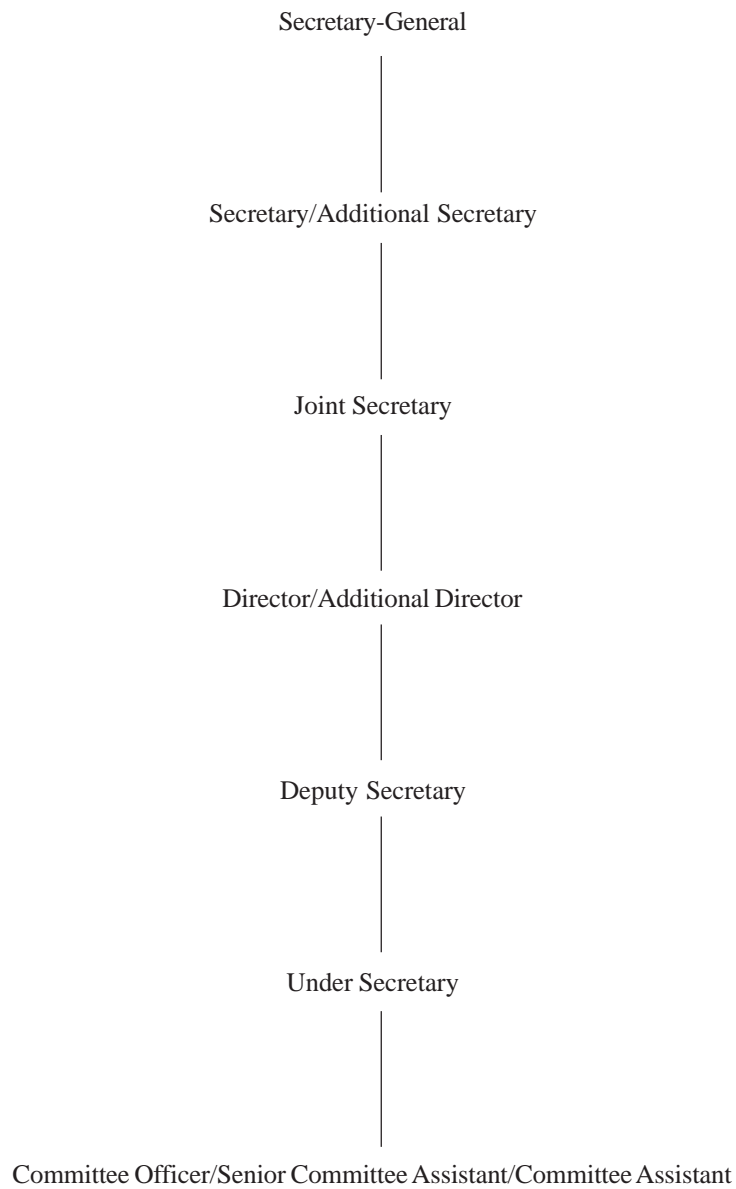 Secretary-General
Secretary/Additional Secretary
Joint Secretary
Director/Additional Director
Deputy Secretary
Under Secretary
Committee Officer/Senior Committee Assistant/Committee Assistant